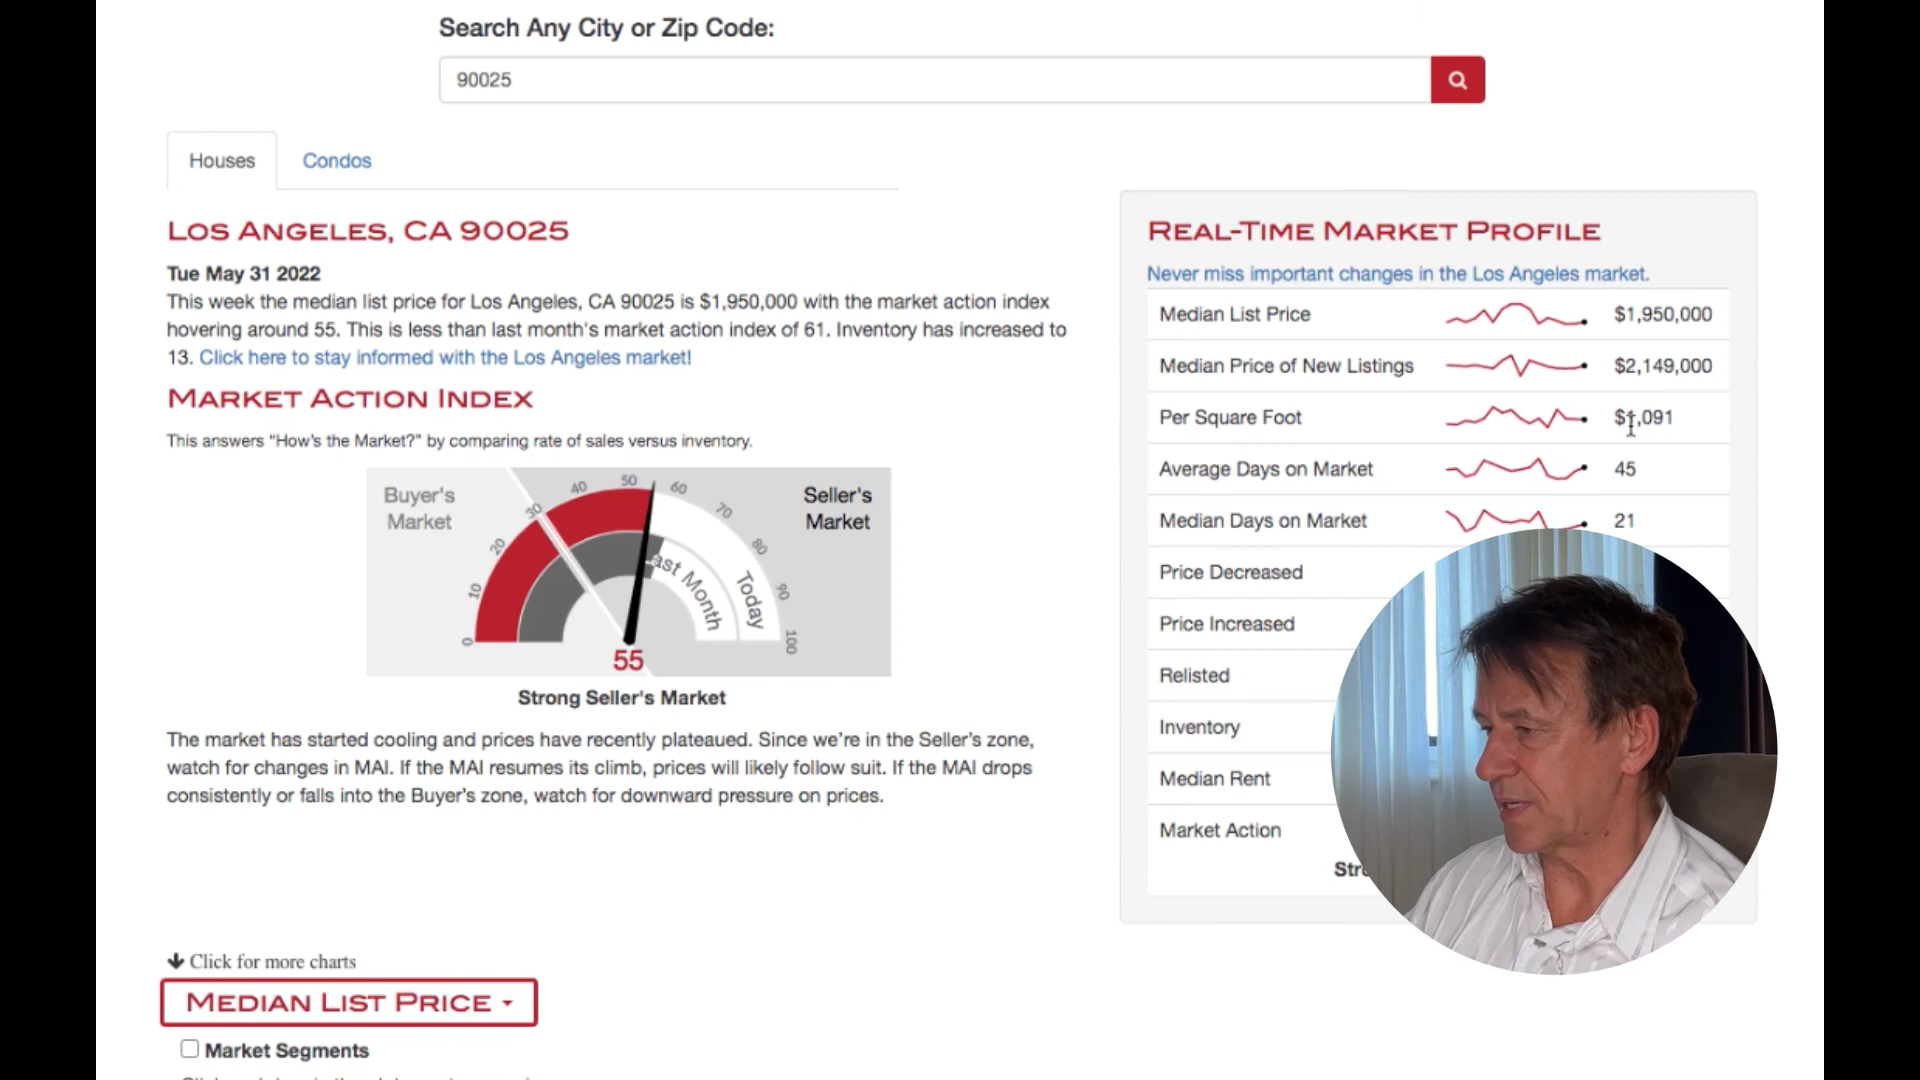 Search Any City or Zip Code:
90025
Houses
Condos
LOS ANGELES, CA 90025
Tue May 31 2022
This week the median list price for Los Angeles, CA 90025 is $1,950,000 with the market action index
hovering around 55. This is less than last month's market action index of 61. Inventory has increased to
13. Click here to stay informed with the Los Angeles market!
MARKET ACTION INDEX
This answers "How's the Market?" by comparing rate of sales versus inventory.
Buyer's
Market
Seller's
Market
0
10
20
30
40
50
60
70
80
90
100
Month
Today
55
Strong Seller's Market
The market has started cooling and prices have recently plateaued. Since we're in the Seller's zone,
watch for changes in MAI. If the MAI resumes its climb, prices will likely follow suit. If the MAI drops
consistently or falls into the Buyer's zone, watch for downward pressure on prices.
Click for more charts
MEDIAN LIST PRICE
Market Segments
REAL-TIME MARKET PROFILE
Never miss important changes in the Los Angeles market.
Median List Price $1,950,000
Median Price of New Listings $2,149,000
Per Square Foot $1,091
Average Days on Market 45
Median Days on Market 21
Price Decreased
Price Increased
Relisted
Inventory
Median Rent
Market Action